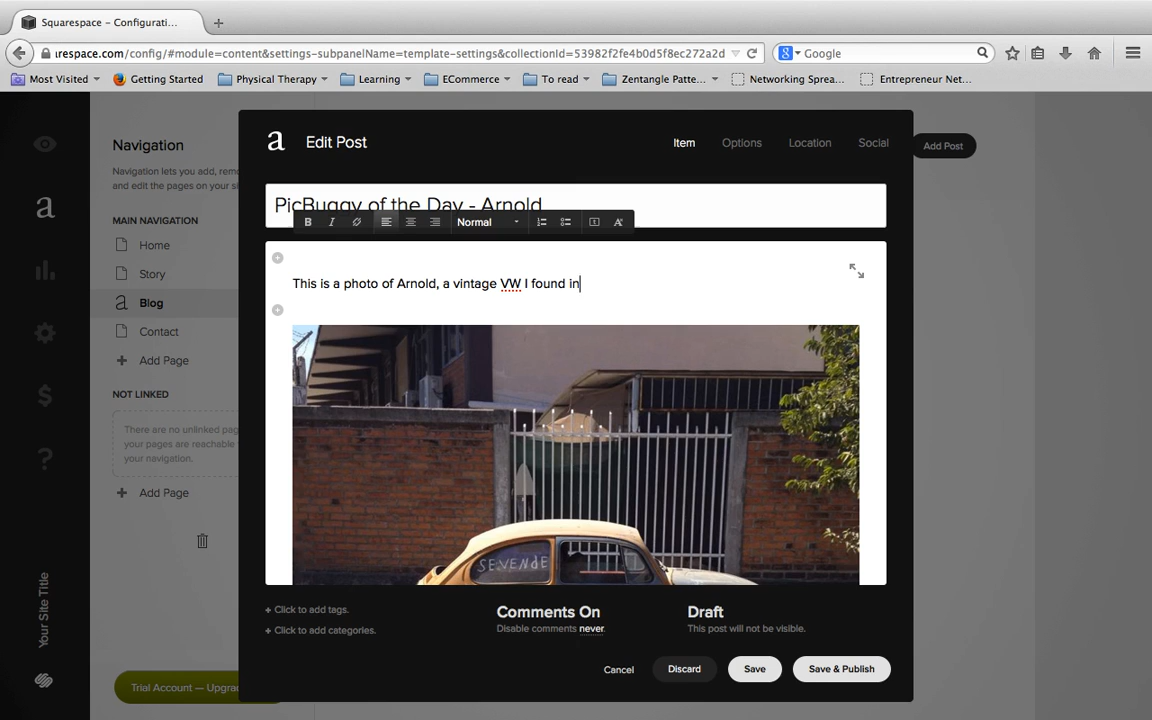 Squarespace - Configurati...
ırespace.com/config/#module=content&settings-subpanelName=template-settings&collectionId=53982f2fe4b0d5f8ec272a2d
Google
Most Visited
Getting Started
Physical Therapy
Learning
ECommerce
To read
Zentangle Patte...
Networking Sprea...
Entrepreneur Net...
Navigation
Navigation lets you add, remo
and edit the pages on your si
MAIN NAVIGATION
Home
Story
Blog
Contact
Add Page
NOT LINKED
There are no unlinked pag
your pages are reachable
your navigation.
Add Page
Your Site Title
Trial Account — Upgrad
Add Post
a Edit Post
Item Options Location Social
PicBuggy of the Day - Arnold
B I Normal
This is a photo of Arnold, a vintage VW I found in
SE VENDE
+ Click to add tags.
+ Click to add categories.
Comments On
Disable comments never.
Draft
This post will not be visible.
Cancel Discard Save Save & Publish